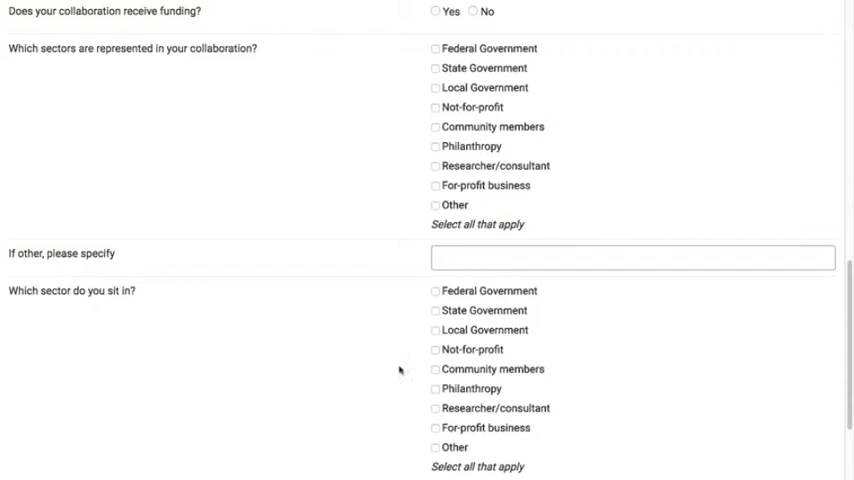 Does your collaboration receive funding?
Yes No
Which sectors are represented in your collaboration?
Federal Government
State Government
Local Government
Not-for-profit
Community members
Philanthropy
Researcher/consultant
For-profit business
Other
Select all that apply
If other, please specify
Which sector do you sit in?
Federal Government
State Government
Local Government
Not-for-profit
Community members
Philanthropy
Researcher/consultant
For-profit business
Other
Select all that apply